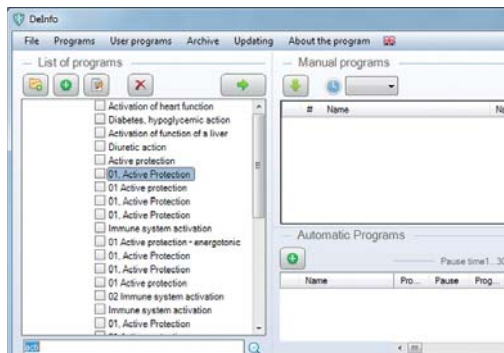 DeInfo
File Programs User programs Archive Updating About the program
List of programs
Activation of heart function
Diabetes, hypoglycemic action
Activation of function of a liver
Diuretic action
Active protection
01, Active Protection
01 Active protection
01, Active Protection
01, Active Protection
Immune system activation
01 Active protection - energotonic
01, Active Protection
01, Active Protection
01 Active protection
02 Immune system activation
Immune system activation
01, Active Protection
01, Active Protection
acti
Manual programs
# Name
Automatic Programs
Pause time1...30
Name Pro... Pause Prog...